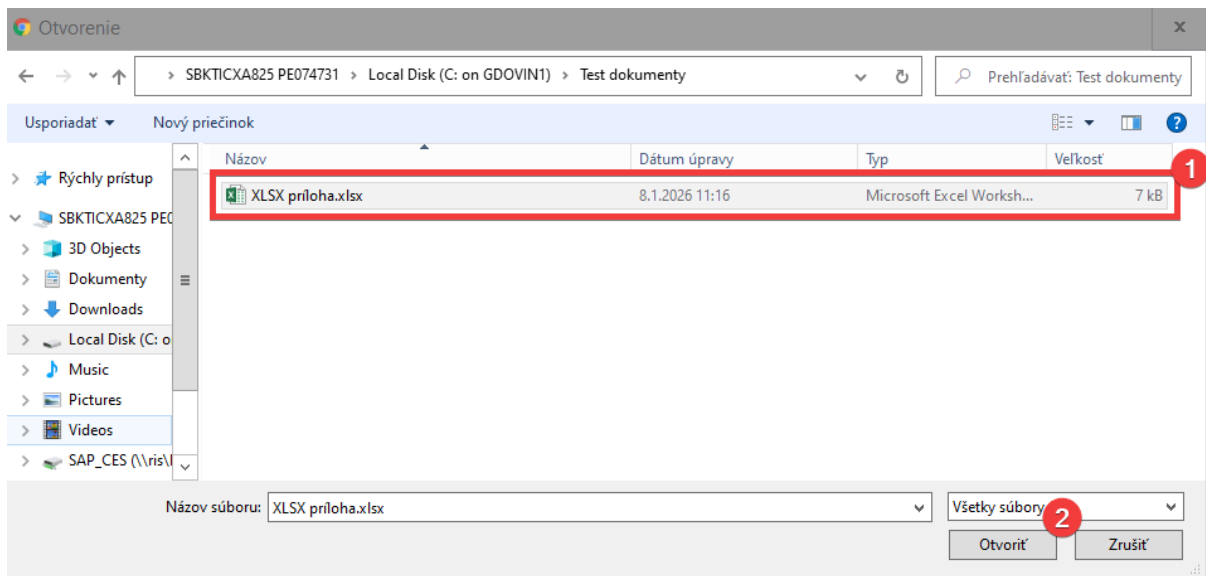 Otvorenie
SBKTICXA825 PE074731 > Local Disk (C: on GDOVIN1) > Test dokumenty
Prehľadávať: Test dokumenty
Usporiadať Nový priečinok
?
Názov Dátum úpravy Typ Veľkosť
1
XLSX príloha.xlsx 8.1.2026 11:16 Microsoft Excel Worksh... 7 kB
Rýchly prístup
SBKTICXA825 PE0
3D Objects
Dokumenty
Downloads
Local Disk (C: o
Music
Pictures
Videos
SAP_CES (\\ris\
Názov súboru: XLSX príloha.xlsx Všetky súbory
2
Otvoriť Zrušiť